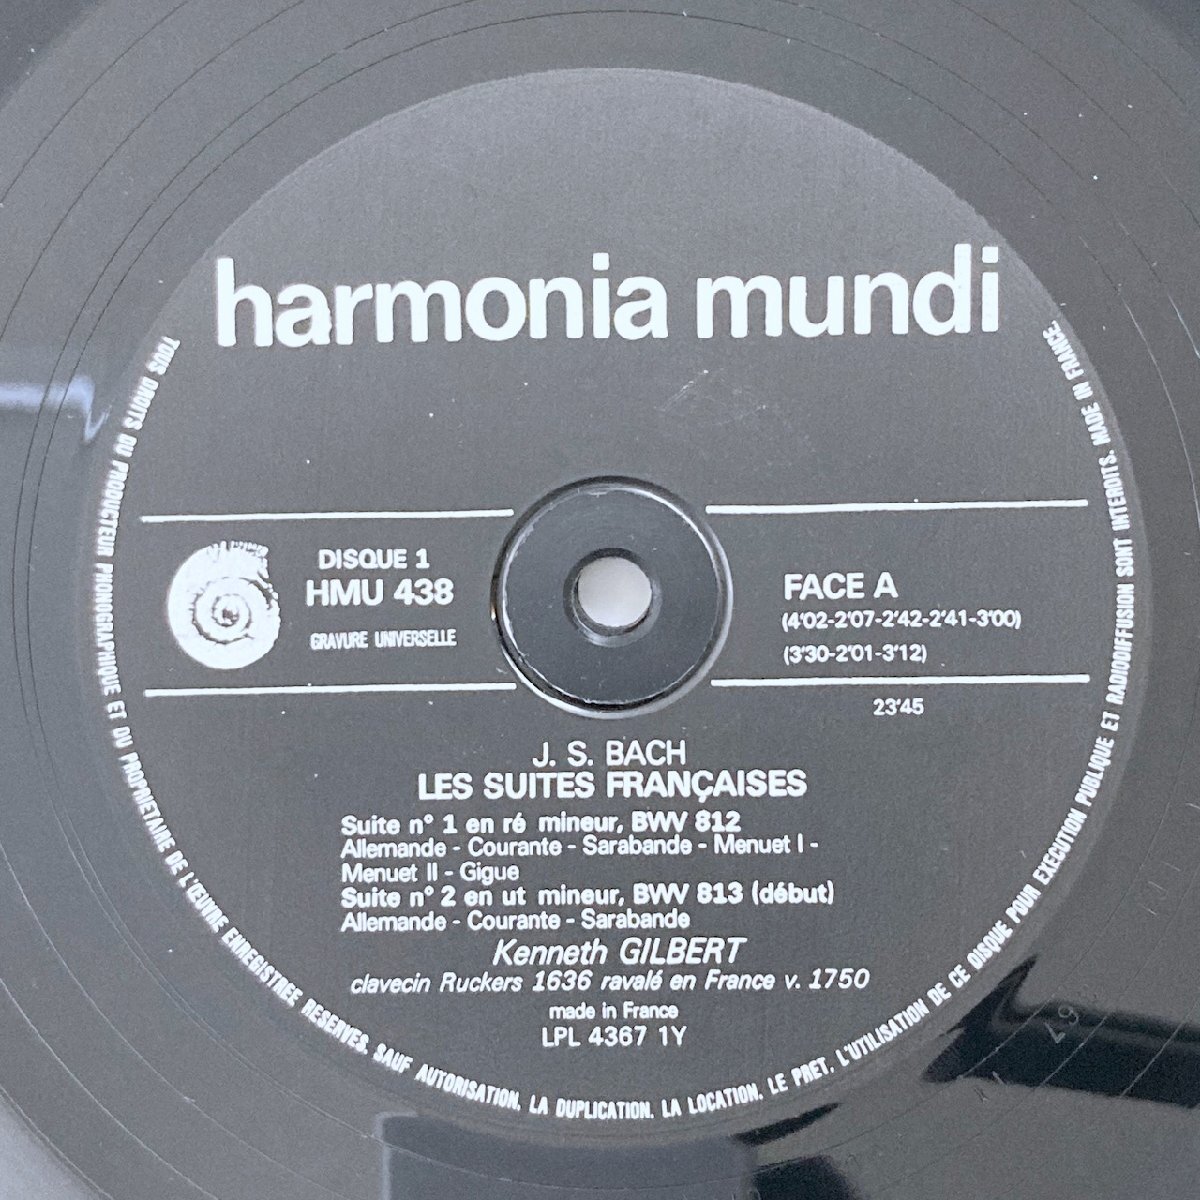 harmonia mundi
DISQUE 1
HMU 438
GRAVURE UNIVERSELLE
FACE A
(4'02-2'07-2'42-2'41-3'00)
(3'30-2'01-3'12)
23'45
J. S. BACH
LES SUITES FRANÇAISES
Suite n° 1 en ré mineur, BWV 812
Allemande - Courante - Sarabande - Menuet I -
Menuet II - Gigue
Suite n° 2 en ut mineur, BWV 813 (début)
Allemande - Courante - Sarabande
Kenneth GILBERT
clavecin Ruckers 1636 ravalé en France v. 1750
made in France
LPL 4367 1Y
TOUS DROITS DU PRODUCTEUR PHONOGRAPHIQUE ET DU PROPRIETAIRE DE L'ŒUVRE ENREGISTREE RESERVES. SAUF AUTORISATION, LA DUPLICATION, LA LOCATION, LE PRET, L'UTILISATION DE CE DISQUE POUR EXECUTION PUBLIQUE ET RADIODIFFUSION SONT INTERDITS. MADE IN FRANCE